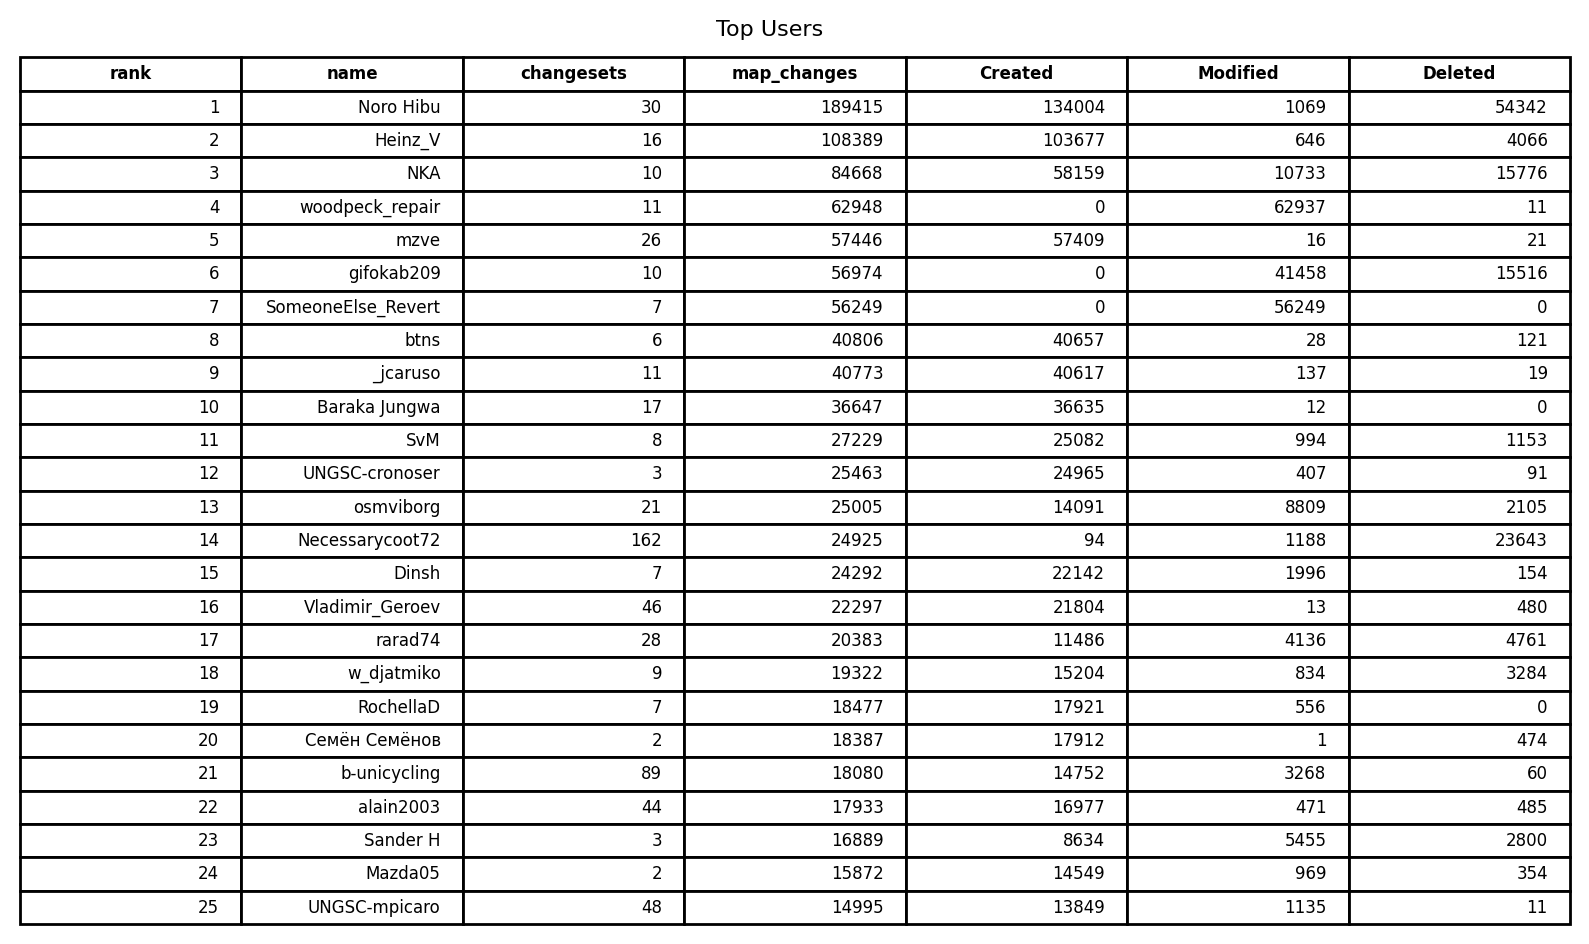 Top Users
rank name changesets map_changes Created Modified Deleted
1 Noro Hibu 30 189415 134004 1069 54342
2 Heinz_V 16 108389 103677 646 4066
3 NKA 10 84668 58159 10733 15776
4 woodpeck_repair 11 62948 0 62937 11
5 mzve 26 57446 57409 16 21
6 gifokab209 10 56974 0 41458 15516
7 SomeoneElse_Revert 7 56249 0 56249 0
8 btns 6 40806 40657 28 121
9 _jcaruso 11 40773 40617 137 19
10 Baraka Jungwa 17 36647 36635 12 0
11 SvM 8 27229 25082 994 1153
12 UNGSC-cronoser 3 25463 24965 407 91
13 osmviborg 21 25005 14091 8809 2105
14 Necessarycoot72 162 24925 94 1188 23643
15 Dinsh 7 24292 22142 1996 154
16 Vladimir_Geroev 46 22297 21804 13 480
17 rarad74 28 20383 11486 4136 4761
18 w_djatmiko 9 19322 15204 834 3284
19 RochellaD 7 18477 17921 556 0
20 Семён Семёнов 2 18387 17912 1 474
21 b-unicycling 89 18080 14752 3268 60
22 alain2003 44 17933 16977 471 485
23 Sander H 3 16889 8634 5455 2800
24 Mazda05 2 15872 14549 969 354
25 UNGSC-mpicaro 48 14995 13849 1135 11